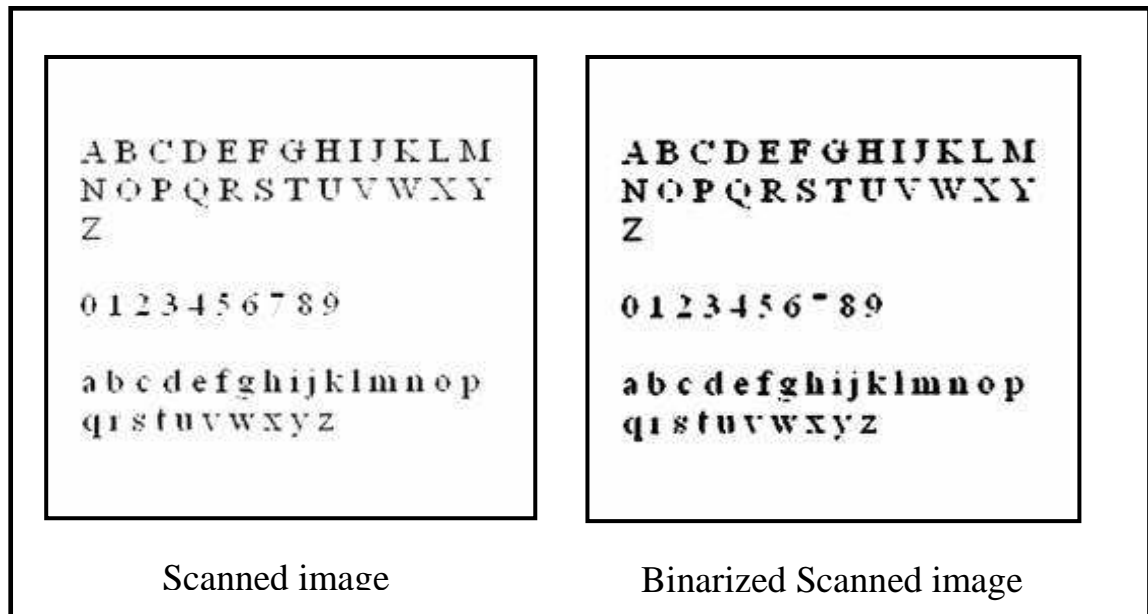 A B C D E F G H I J K L M
N O P Q R S T U V W X Y
Z
0 1 2 3 4 5 6 7 8 9
a b c d e f g h i j k l m n o p
q r s t u v w x y z
Scanned image
A B C D E F G H I J K L M
N O P Q R S T U V W X Y
Z
0 1 2 3 4 5 6 7 8 9
a b c d e f g h i j k l m n o p
q r s t u v w x y z
Binarized Scanned image